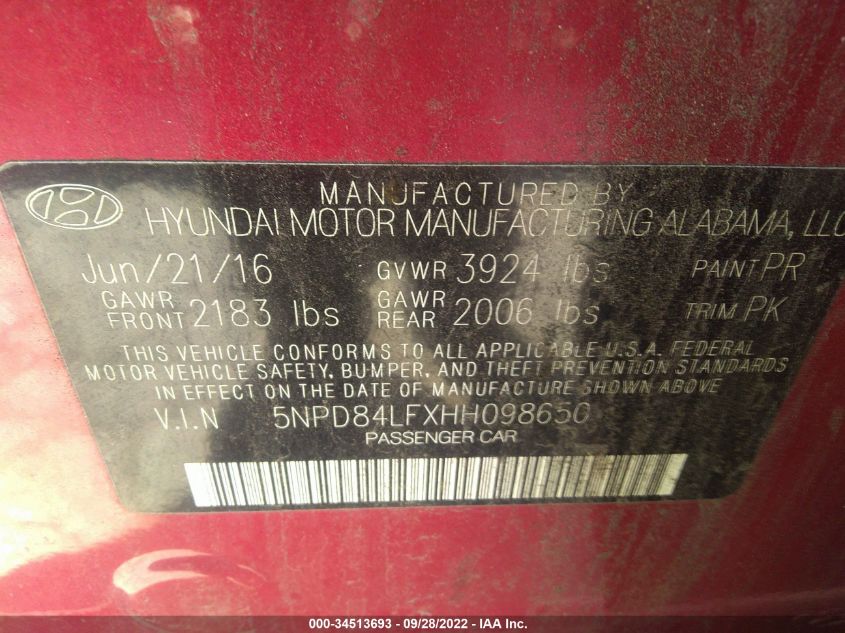 MANUFACTURED BY
HYUNDAI MOTOR MANUFACTURING ALABAMA, LLC
Jun/21/16 GVWR 3924 lbs PAINT PR
GAWR FRONT 2183 lbs GAWR REAR 2006 lbs TRIM PK
THIS VEHICLE CONFORMS TO ALL APPLICABLE U.S.A. FEDERAL
MOTOR VEHICLE SAFETY, BUMPER, AND THEFT PREVENTION STANDARDS
IN EFFECT ON THE DATE OF MANUFACTURE SHOWN ABOVE
V.I.N 5NPD84LFXHH098650
PASSENGER CAR
000-34513693 - 09/28/2022 - IAA Inc.